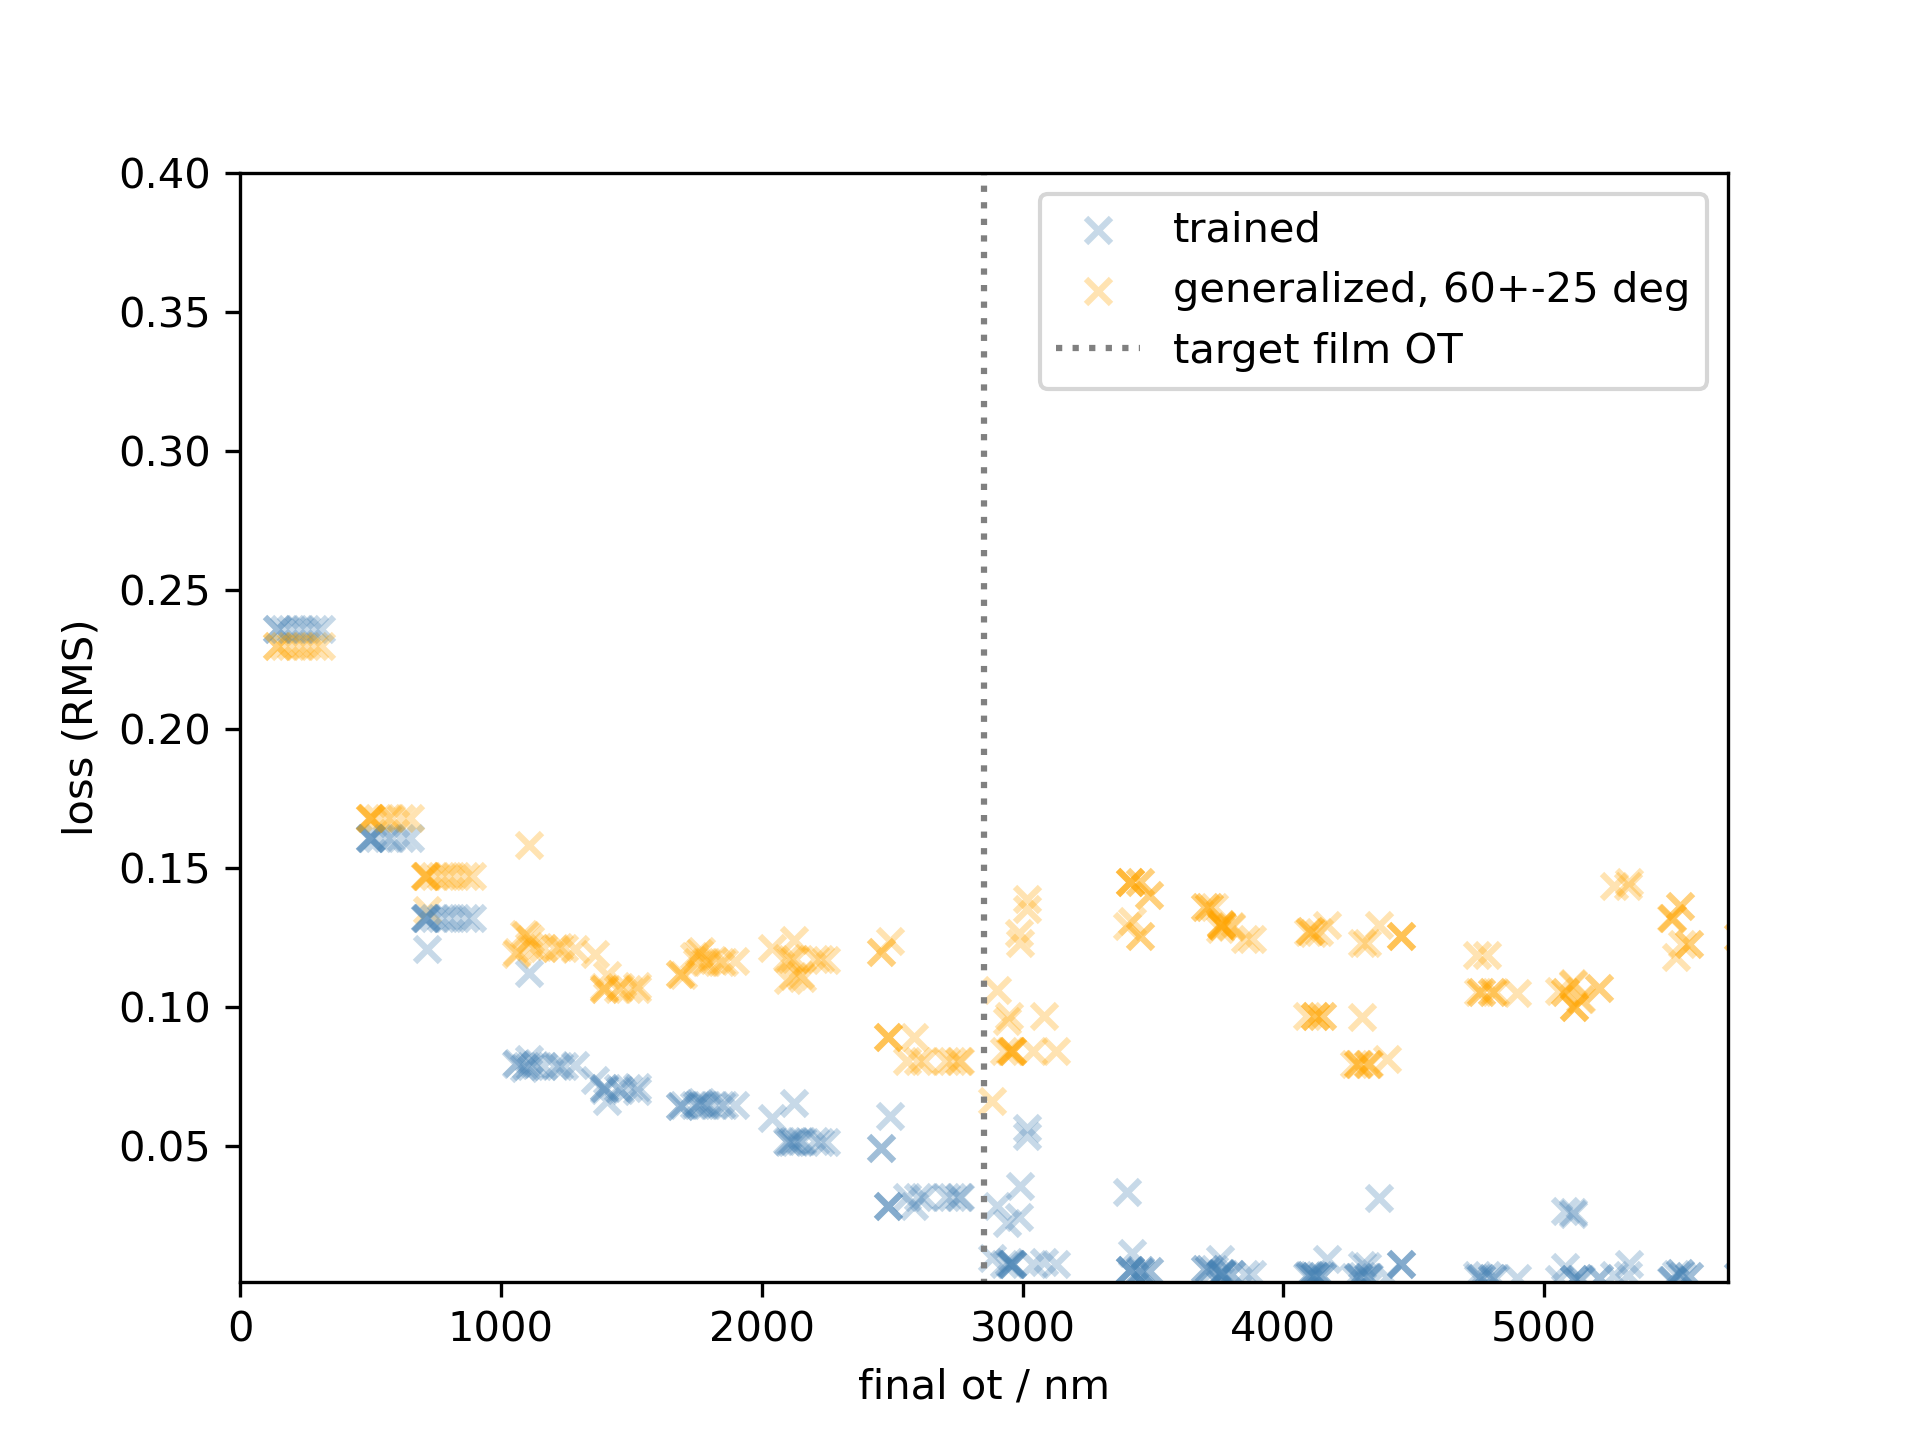 0.40
0.35
0.30
0.25
0.20
0.15
0.10
0.05
loss (RMS)
trained
generalized, 60+-25 deg
target film OT
0 1000 2000 3000 4000 5000
final ot / nm